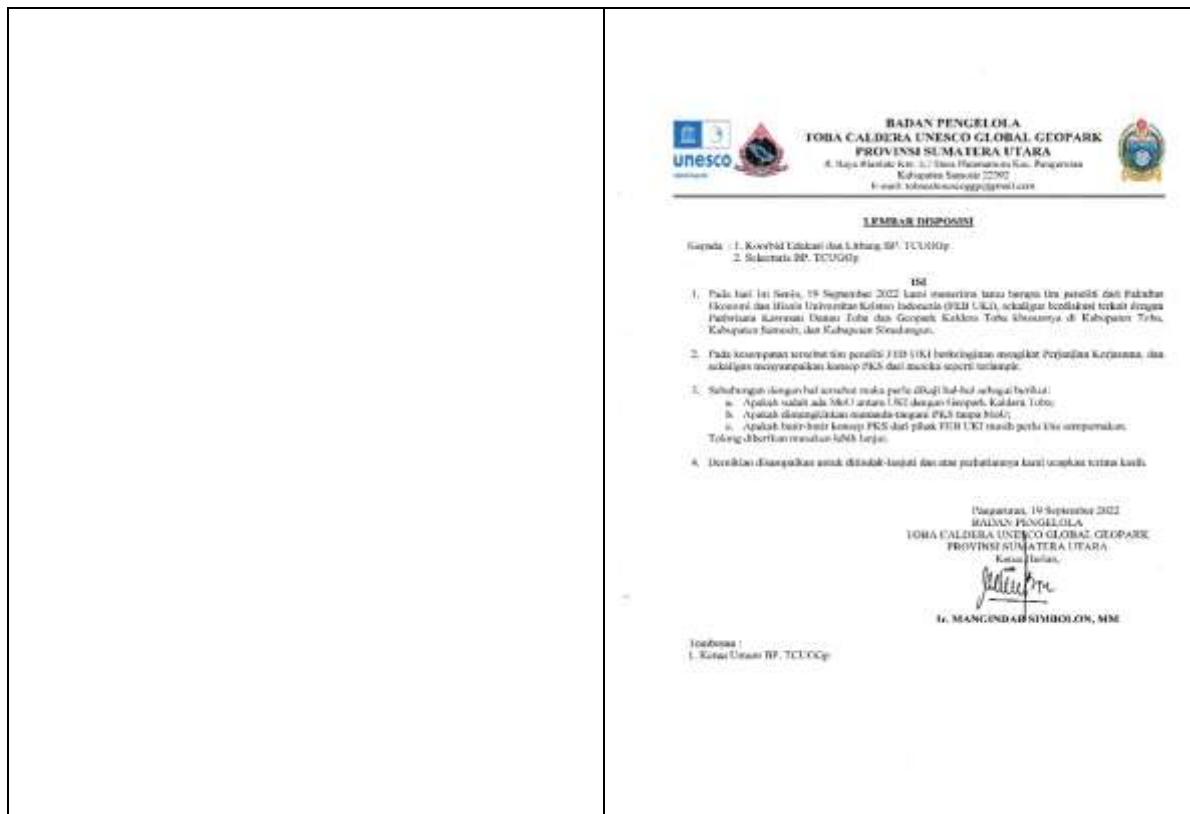 BADAN PENGELOLA
TOBA CALDERA UNESCO GLOBAL GEOPARK
PROVINSI SUMATERA UTARA
Kabupaten Samosir 22392
unesco
LEMBAR DISPOSISI
Kepada : 1. Koorbid Edukasi dan Litbang BP. TCUGGp
2. Sekretaris BP. TCUGGp
ISI
1. Pada hari ini Senin, 19 September 2022 kami menerima tamu berupa tim peneliti dari Fakultas
Ekonomi dan Bisnis Universitas Kristen Indonesia (FEB UKI), sekaligus berdiskusi terkait dengan
Pariwisata Kawasan Danau Toba dan Geopark Kaldera Toba khususnya di Kabupaten Toba,
Kabupaten Samosir, dan Kabupaten Simalungun.
2. Pada kesempatan tersebut tim peneliti FEB UKI berkeinginan mengikat Perjanjian Kerjasama, dan
sekaligus menyampaikan konsep PKS dari mereka seperti terlampir.
3. Sehubungan dengan hal tersebut maka perlu dikaji hal-hal sebagai berikut:
a. Apakah sudah ada MoU antara UKI dengan Geopark Kaldera Toba;
b. Apakah dimungkinkan menanda-tangani PKS tanpa MoU;
c. Apakah butir-butir konsep PKS dari pihak FEB UKI masih perlu kita sempurnakan.
Tolong diberikan masukan lebih lanjut.
4. Demikian disampaikan untuk ditindak-lanjuti dan atas perhatiannya kami ucapkan terima kasih.
Pangururan, 19 September 2022
BADAN PENGELOLA
TOBA CALDERA UNESCO GLOBAL GEOPARK
PROVINSI SUMATERA UTARA
Ketua Harian,
Ir. MANGINDAR SIMBOLON, MM
Tembusan :
1. Ketua Umum BP. TCUGGp